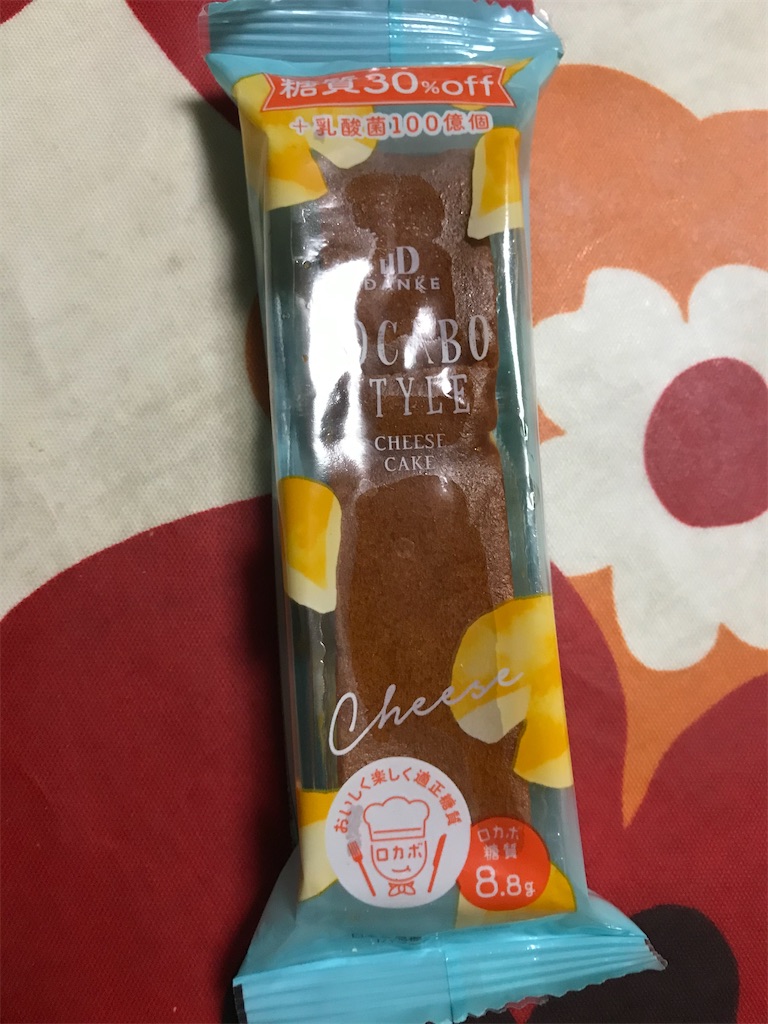 糖質30%off
+乳酸菌100億個
DANKE
OCABO
TYLE
CHEESE
CAKE
Cheese
おいしく楽しく適正糖質
ロカボ
ロカボ
糖質
8.8g